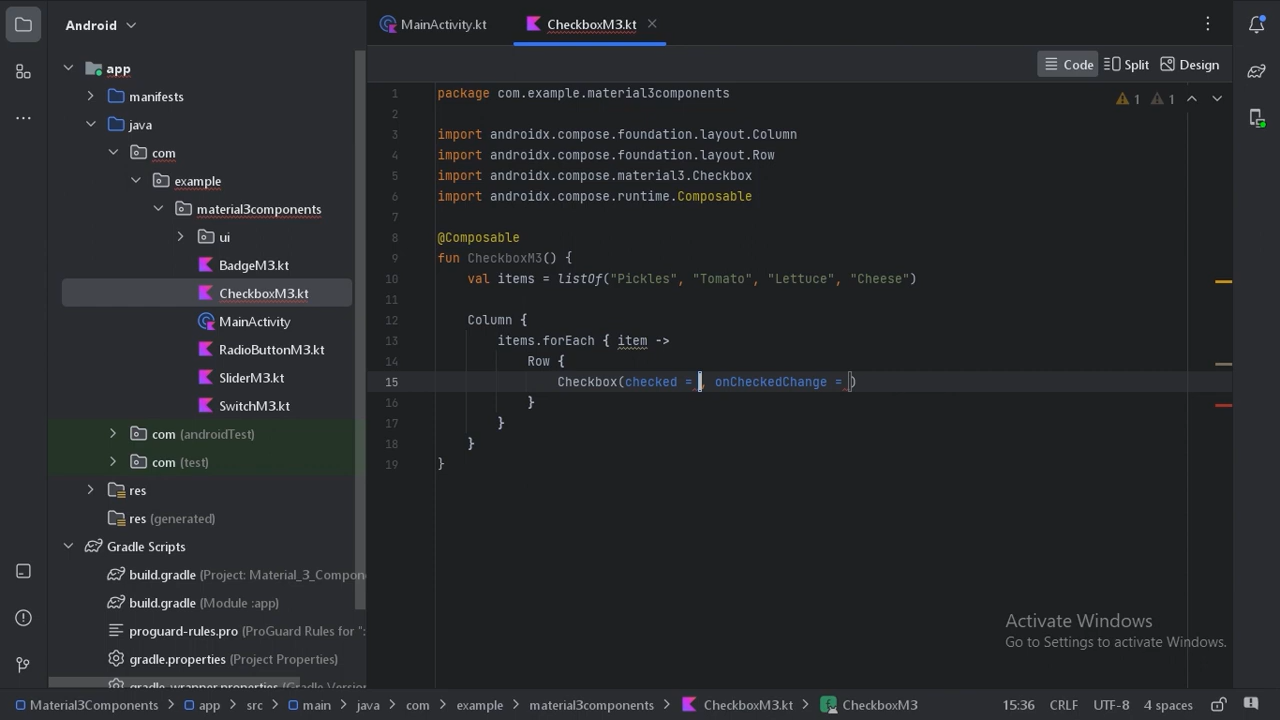 Android
MainActivity.kt
CheckboxM3.kt
Code
Split
Design
app
manifests
java
com
example
material3components
ui
BadgeM3.kt
CheckboxM3.kt
MainActivity
RadioButtonM3.kt
SliderM3.kt
SwitchM3.kt
com (androidTest)
com (test)
res
res (generated)
Gradle Scripts
build.gradle (Project: Material_3_Compon
build.gradle (Module :app)
proguard-rules.pro (ProGuard Rules for ":
gradle.properties (Project Properties)
gradle-wrapper.properties (Gradle Version
1 1
1 package com.example.material3components
2
3 import androidx.compose.foundation.layout.Column
4 import androidx.compose.foundation.layout.Row
5 import androidx.compose.material3.Checkbox
6 import androidx.compose.runtime.Composable
7
8 @Composable
9 fun CheckboxM3() {
10 val items = listOf("Pickles", "Tomato", "Lettuce", "Cheese")
11
12 Column {
13 items.forEach { item ->
14 Row {
15 Checkbox(checked = , onCheckedChange = )
16 }
17 }
18 }
19 }
Activate Windows
Go to Settings to activate Windows.
Material3Components > app > src > main > java > com > example > material3components > CheckboxM3.kt > CheckboxM3
15:36 CRLF UTF-8 4 spaces